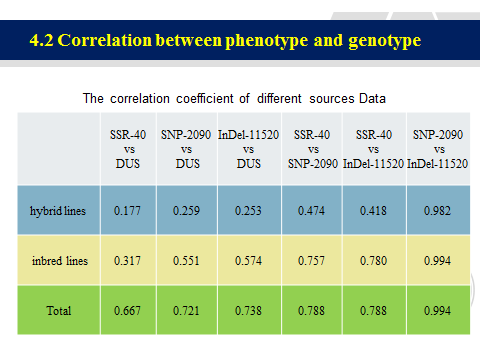 4.2 Correlation between phenotype and genotype
The correlation coefficient of different sources Data
SSR-40 SNP-2090 InDel-11520 SSR-40 SSR-40 SNP-2090
vs vs vs vs vs vs
DUS DUS DUS SNP-2090 InDel-11520 InDel-11520
hybrid lines 0.177 0.259 0.253 0.474 0.418 0.982
inbred lines 0.317 0.551 0.574 0.757 0.780 0.994
Total 0.667 0.721 0.738 0.788 0.788 0.994